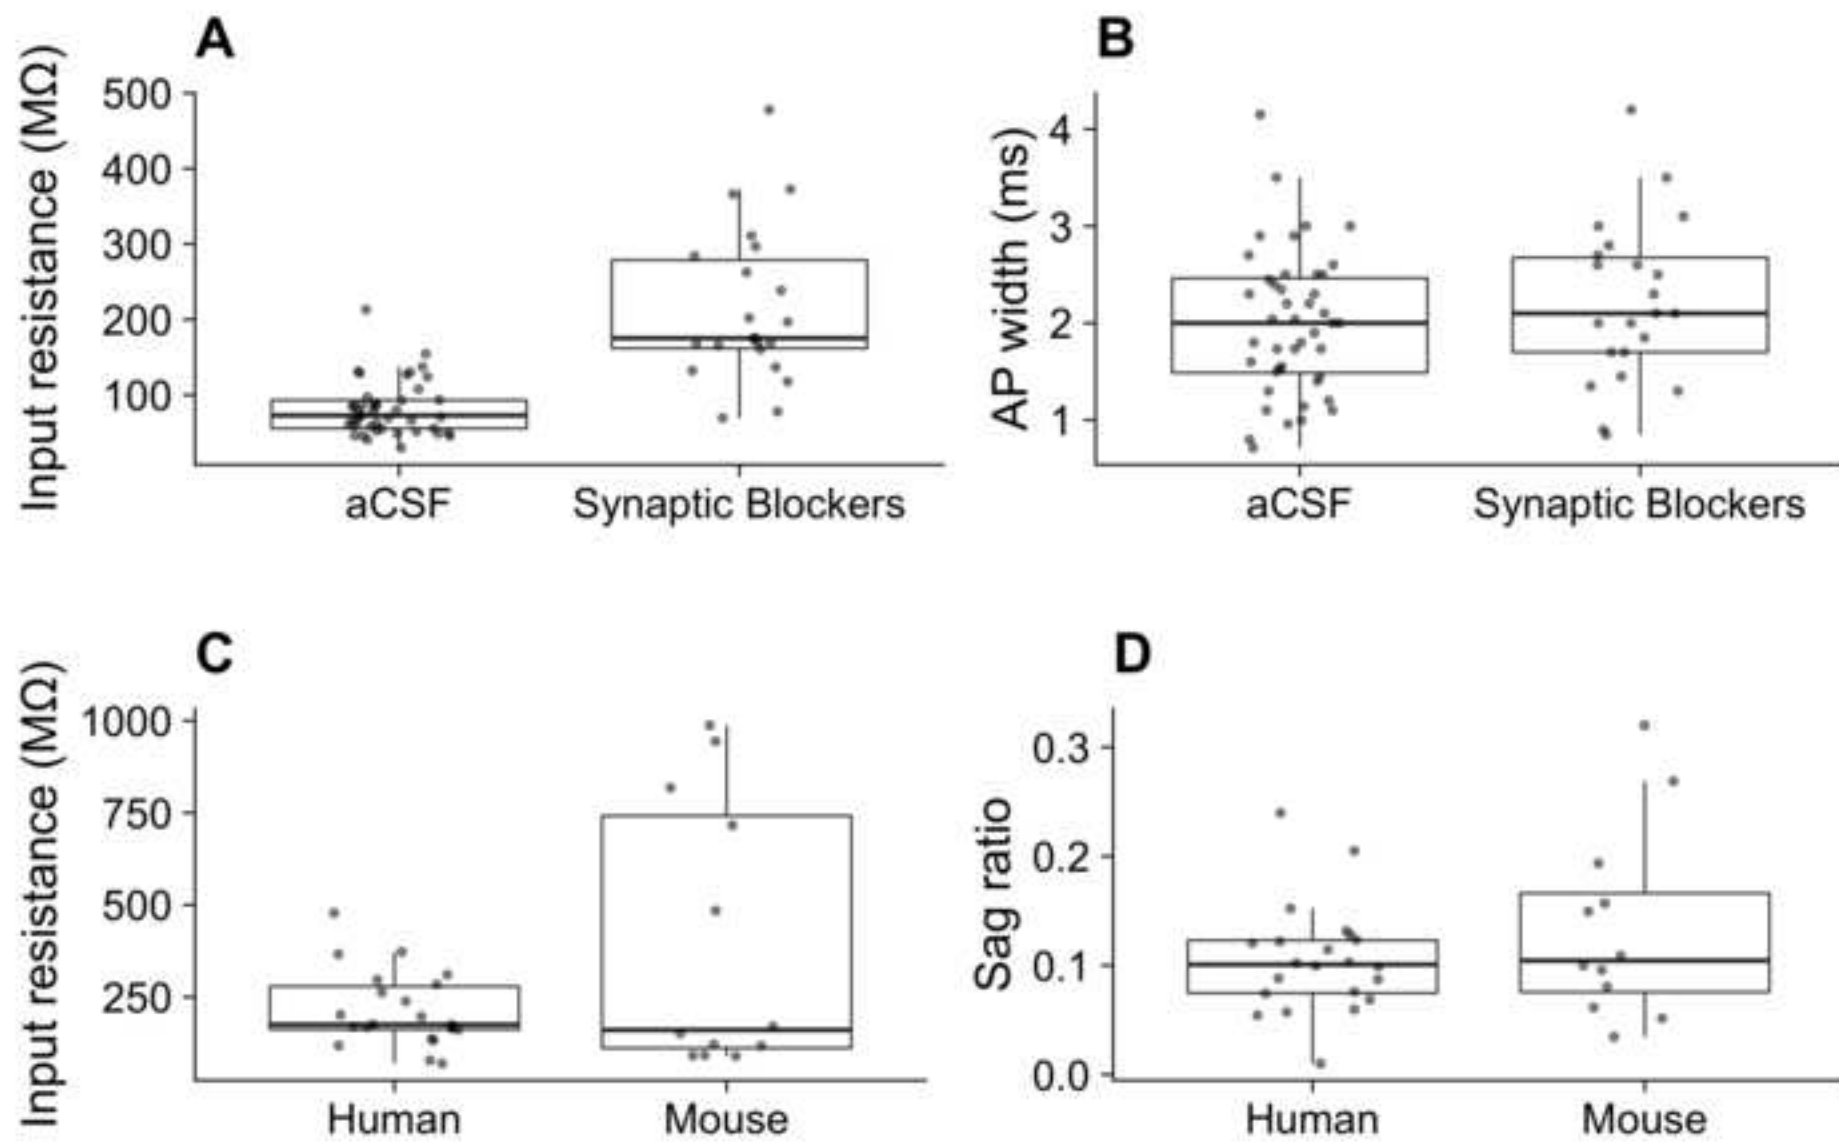 A
Input resistance (MΩ)
500
400
300
200
100
aCSF
Synaptic Blockers
B
AP width (ms)
4
3
2
1
aCSF
Synaptic Blockers
C
Input resistance (MΩ)
1000
750
500
250
Human
Mouse
D
Sag ratio
0.3
0.2
0.1
0.0
Human
Mouse